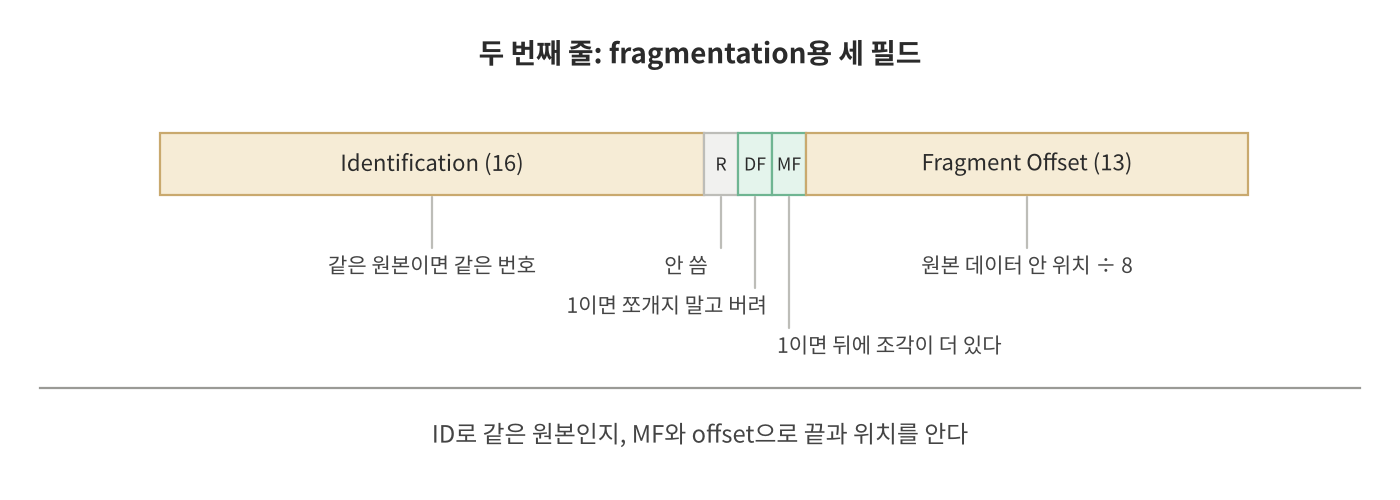 두 번째 줄: fragmentation용 세 필드
Identification (16) R DF MF Fragment Offset (13)
같은 원본이면 같은 번호 안 씀 원본 데이터 안 위치 ÷ 8
1이면 쪼개지 말고 버려
1이면 뒤에 조각이 더 있다
ID로 같은 원본인지, MF와 offset으로 끝과 위치를 안다